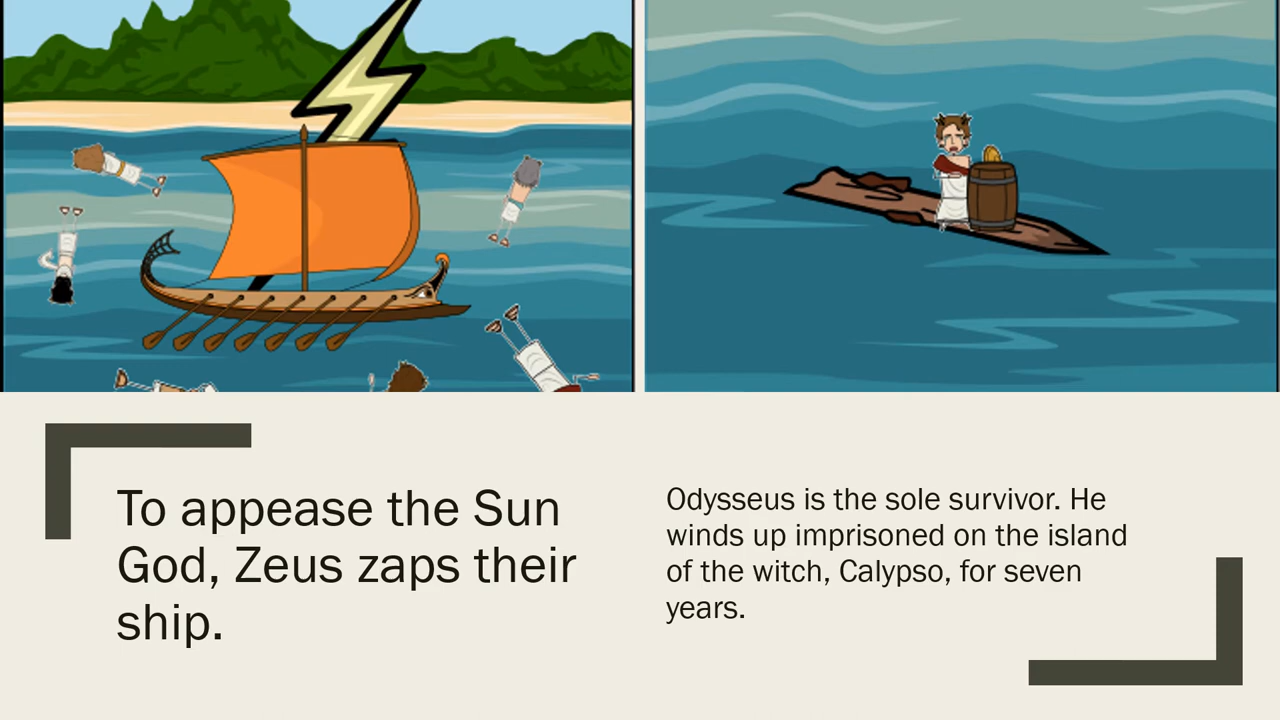 To appease the Sun
God, Zeus zaps their
ship.
Odysseus is the sole survivor. He
winds up imprisoned on the island
of the witch, Calypso, for seven
years.